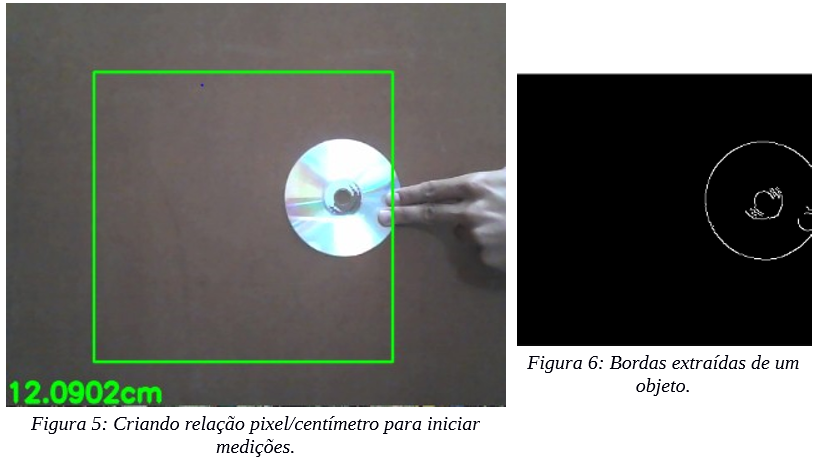 12.0902cm
Figura 5: Criando relação pixel/centímetro para iniciar
medições.
Figura 6: Bordas extraídas de um
objeto.